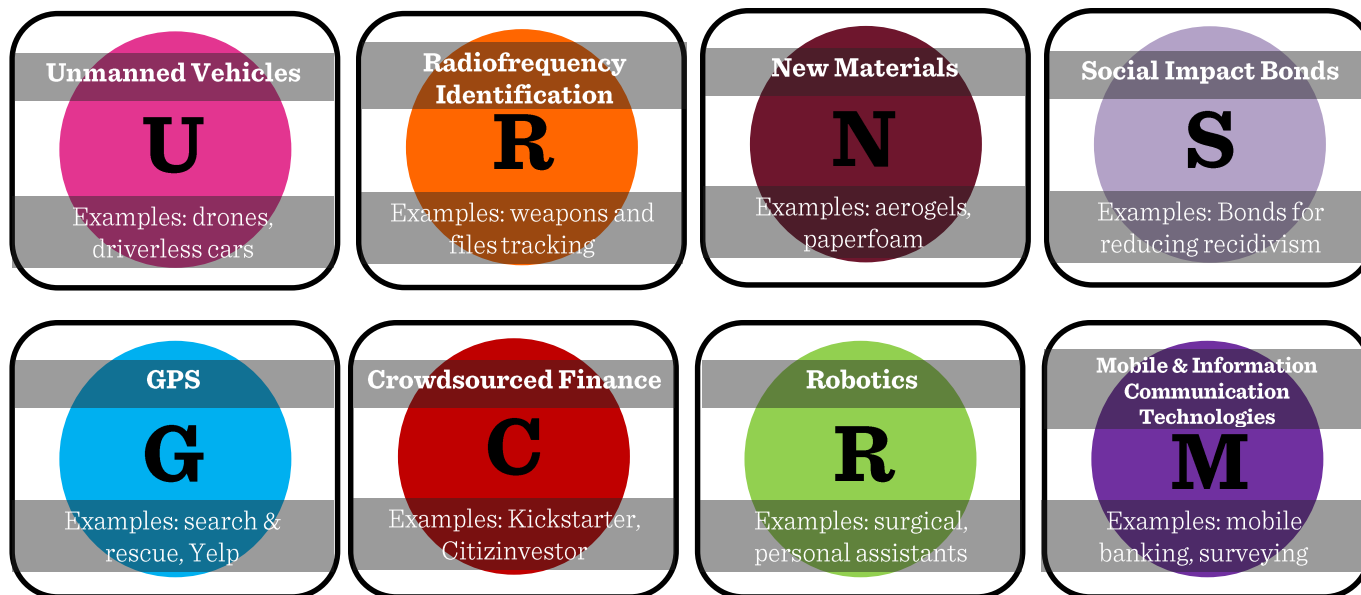 Unmanned Vehicles
U
Examples: drones,
driverless cars
Radiofrequency
Identification
R
Examples: weapons and
files tracking
New Materials
N
Examples: aerogels,
paperfoam
Social Impact Bonds
S
Examples: Bonds for
reducing recidivism
GPS
G
Examples: search &
rescue, Yelp
Crowdsourced Finance
C
Examples: Kickstarter,
Citizinvestor
Robotics
R
Examples: surgical,
personal assistants
Mobile & Information
Communication
Technologies
M
Examples: mobile
banking, surveying